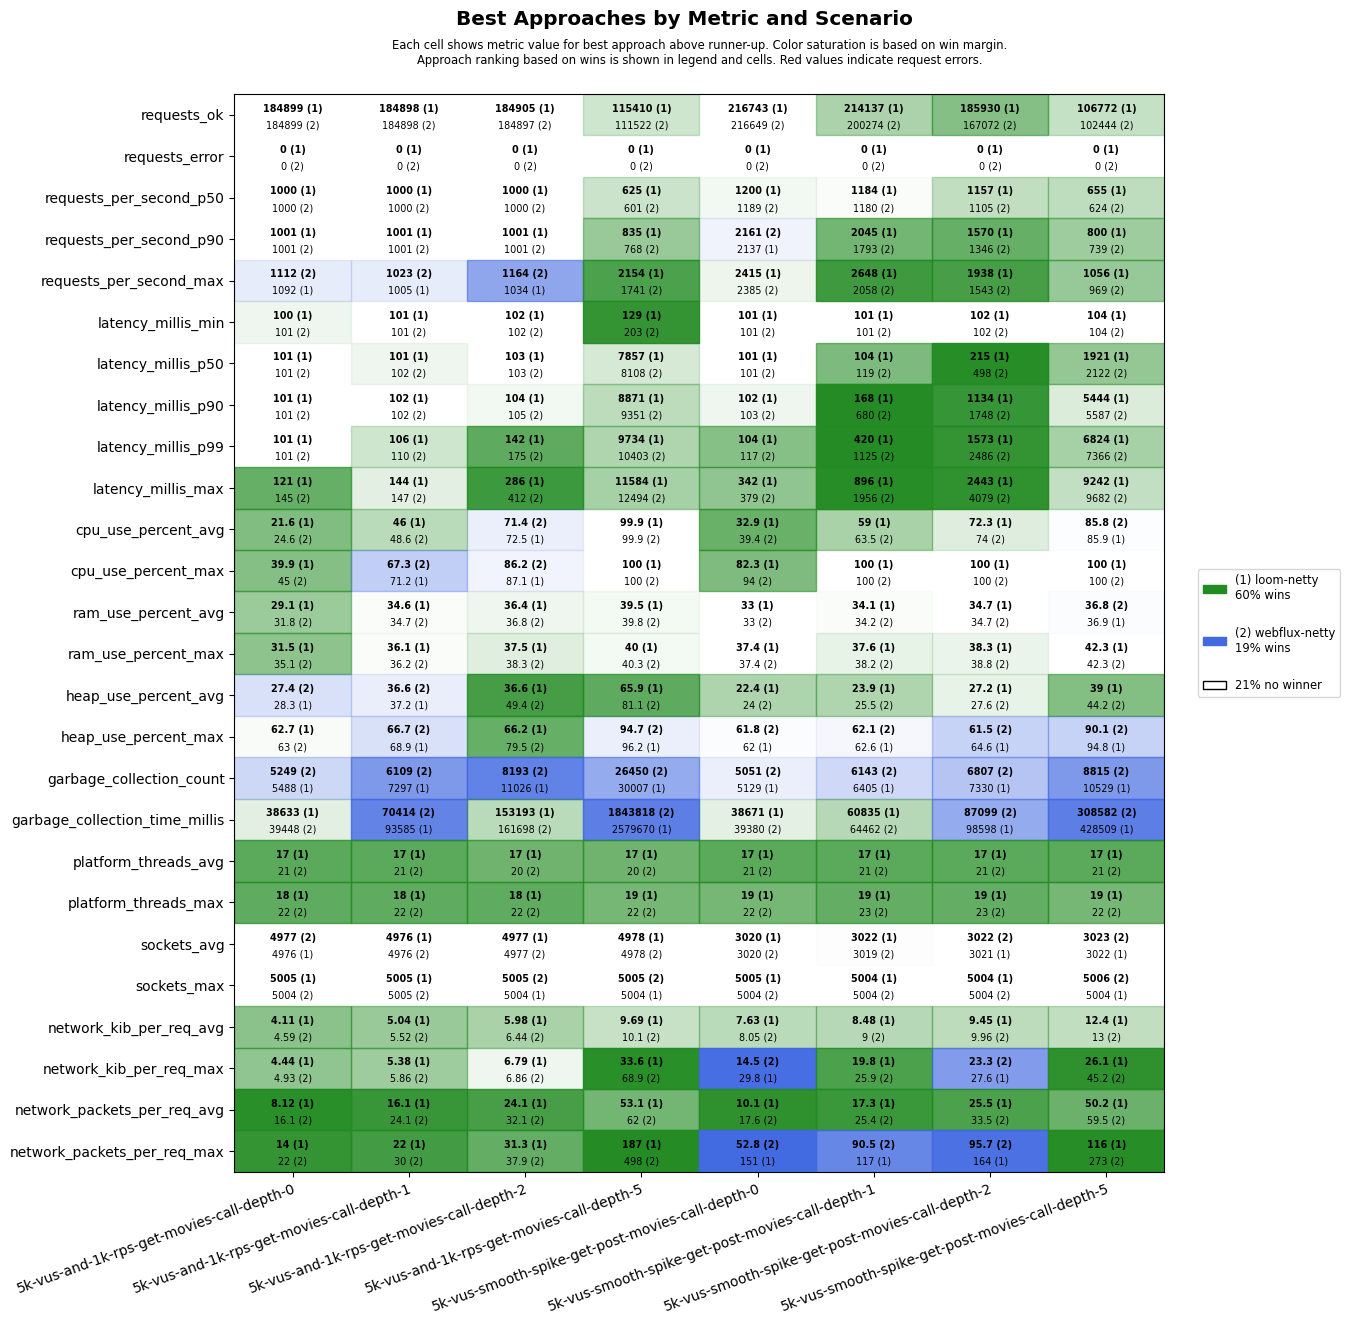 Best Approaches by Metric and Scenario
Each cell shows metric value for best approach above runner-up. Color saturation is based on win margin.
Approach ranking based on wins is shown in legend and cells. Red values indicate request errors.
requests_ok
184899 (1) 184898 (1) 184905 (1) 115410 (1) 216743 (1) 214137 (1) 185930 (1) 106772 (1)
184899 (2) 184898 (2) 184897 (2) 111522 (2) 216649 (2) 200274 (2) 167072 (2) 102444 (2)
requests_error
0 (1) 0 (1) 0 (1) 0 (1) 0 (1) 0 (1) 0 (1) 0 (1)
0 (2) 0 (2) 0 (2) 0 (2) 0 (2) 0 (2) 0 (2) 0 (2)
requests_per_second_p50
1000 (1) 1000 (1) 1000 (1) 625 (1) 1200 (1) 1184 (1) 1157 (1) 655 (1)
1000 (2) 1000 (2) 1000 (2) 601 (2) 1189 (2) 1180 (2) 1105 (2) 624 (2)
requests_per_second_p90
1001 (1) 1001 (1) 1001 (1) 835 (1) 2161 (2) 2045 (1) 1570 (1) 800 (1)
1001 (2) 1001 (2) 1001 (2) 768 (2) 2137 (1) 1793 (2) 1346 (2) 739 (2)
requests_per_second_max
1112 (2) 1023 (2) 1164 (2) 2154 (1) 2415 (1) 2648 (1) 1938 (1) 1056 (1)
1092 (1) 1005 (1) 1034 (1) 1741 (2) 2385 (2) 2058 (2) 1543 (2) 969 (2)
latency_millis_min
100 (1) 101 (1) 102 (1) 129 (1) 101 (1) 101 (1) 102 (1) 104 (1)
101 (2) 101 (2) 102 (2) 203 (2) 101 (2) 101 (2) 102 (2) 104 (2)
latency_millis_p50
101 (1) 101 (1) 103 (1) 7857 (1) 101 (1) 104 (1) 215 (1) 1921 (1)
101 (2) 102 (2) 103 (2) 8108 (2) 101 (2) 119 (2) 498 (2) 2122 (2)
latency_millis_p90
101 (1) 102 (1) 104 (1) 8871 (1) 102 (1) 168 (1) 1134 (1) 5444 (1)
101 (2) 102 (2) 105 (2) 9351 (2) 103 (2) 680 (2) 1748 (2) 5587 (2)
latency_millis_p99
101 (1) 106 (1) 142 (1) 9734 (1) 104 (1) 420 (1) 1573 (1) 6824 (1)
101 (2) 110 (2) 175 (2) 10403 (2) 117 (2) 1125 (2) 2486 (2) 7366 (2)
latency_millis_max
121 (1) 144 (1) 286 (1) 11584 (1) 342 (1) 896 (1) 2443 (1) 9242 (1)
145 (2) 147 (2) 412 (2) 12494 (2) 379 (2) 1956 (2) 4079 (2) 9682 (2)
cpu_use_percent_avg
21.6 (1) 46 (1) 71.4 (2) 99.9 (1) 32.9 (1) 59 (1) 72.3 (1) 85.8 (2)
24.6 (2) 48.6 (2) 72.5 (1) 99.9 (2) 39.4 (2) 63.5 (2) 74 (2) 85.9 (1)
cpu_use_percent_max
39.9 (1) 67.3 (2) 86.2 (2) 100 (1) 82.3 (1) 100 (1) 100 (1) 100 (1)
45 (2) 71.2 (1) 87.1 (1) 100 (2) 94 (2) 100 (2) 100 (2) 100 (2)
ram_use_percent_avg
29.1 (1) 34.6 (1) 36.4 (1) 39.5 (1) 33 (1) 34.1 (1) 34.7 (1) 36.8 (2)
31.8 (2) 34.7 (2) 36.8 (2) 39.8 (2) 33 (2) 34.2 (2) 34.7 (2) 36.9 (1)
ram_use_percent_max
31.5 (1) 36.1 (1) 37.5 (1) 40 (1) 37.4 (1) 37.6 (1) 38.3 (1) 42.3 (1)
35.1 (2) 36.2 (2) 38.3 (2) 40.3 (2) 37.4 (2) 38.2 (2) 38.8 (2) 42.3 (2)
heap_use_percent_avg
27.4 (2) 36.6 (2) 36.6 (1) 65.9 (1) 22.4 (1) 23.9 (1) 27.2 (1) 39 (1)
28.3 (1) 37.2 (1) 49.4 (2) 81.1 (2) 24 (2) 25.5 (2) 27.6 (2) 44.2 (2)
heap_use_percent_max
62.7 (1) 66.7 (2) 66.2 (1) 94.7 (2) 61.8 (2) 62.1 (2) 61.5 (2) 90.1 (2)
63 (2) 68.9 (1) 79.5 (2) 96.2 (1) 62 (1) 62.6 (1) 64.6 (1) 94.8 (1)
garbage_collection_count
5249 (2) 6109 (2) 8193 (2) 26450 (2) 5051 (2) 6143 (2) 6807 (2) 8815 (2)
5488 (1) 7297 (1) 11026 (1) 30007 (1) 5129 (1) 6405 (1) 7330 (1) 10529 (1)
garbage_collection_time_millis
38633 (1) 70414 (2) 153193 (1) 1843818 (2) 38671 (1) 60835 (1) 87099 (2) 308582 (2)
39448 (2) 93585 (1) 161698 (2) 2579670 (1) 39380 (2) 64462 (2) 98598 (1) 428509 (1)
platform_threads_avg
17 (1) 17 (1) 17 (1) 17 (1) 17 (1) 17 (1) 17 (1) 17 (1)
21 (2) 21 (2) 20 (2) 20 (2) 21 (2) 21 (2) 21 (2) 21 (2)
platform_threads_max
18 (1) 18 (1) 18 (1) 19 (1) 19 (1) 19 (1) 19 (1) 19 (1)
22 (2) 22 (2) 22 (2) 22 (2) 22 (2) 23 (2) 23 (2) 22 (2)
sockets_avg
4977 (2) 4976 (1) 4977 (1) 4978 (1) 3020 (1) 3022 (1) 3022 (2) 3023 (2)
4976 (1) 4976 (2) 4977 (2) 4978 (2) 3020 (2) 3019 (2) 3021 (1) 3022 (1)
sockets_max
5005 (1) 5005 (1) 5005 (2) 5005 (2) 5005 (1) 5004 (1) 5004 (1) 5006 (2)
5004 (2) 5005 (2) 5004 (1) 5004 (1) 5004 (2) 5004 (2) 5004 (2) 5004 (1)
network_kib_per_req_avg
4.11 (1) 5.04 (1) 5.98 (1) 9.69 (1) 7.63 (1) 8.48 (1) 9.45 (1) 12.4 (1)
4.59 (2) 5.52 (2) 6.44 (2) 10.1 (2) 8.05 (2) 9 (2) 9.96 (2) 13 (2)
network_kib_per_req_max
4.44 (1) 5.38 (1) 6.79 (1) 33.6 (1) 14.5 (2) 19.8 (1) 23.3 (2) 26.1 (1)
4.93 (2) 5.86 (2) 6.86 (2) 68.9 (2) 29.8 (1) 25.9 (2) 27.6 (1) 45.2 (2)
network_packets_per_req_avg
8.12 (1) 16.1 (1) 24.1 (1) 53.1 (1) 10.1 (1) 17.3 (1) 25.5 (1) 50.2 (1)
16.1 (2) 24.1 (2) 32.1 (2) 62 (2) 17.6 (2) 25.4 (2) 33.5 (2) 59.5 (2)
network_packets_per_req_max
14 (1) 22 (1) 31.3 (1) 187 (1) 52.8 (2) 90.5 (2) 95.7 (2) 116 (1)
22 (2) 30 (2) 37.9 (2) 498 (2) 151 (1) 117 (1) 164 (1) 273 (2)
5k-vus-and-1k-rps-get-movies-call-depth-0
5k-vus-and-1k-rps-get-movies-call-depth-1
5k-vus-and-1k-rps-get-movies-call-depth-2
5k-vus-and-1k-rps-get-movies-call-depth-5
5k-vus-smooth-spike-get-post-movies-call-depth-0
5k-vus-smooth-spike-get-post-movies-call-depth-1
5k-vus-smooth-spike-get-post-movies-call-depth-2
5k-vus-smooth-spike-get-post-movies-call-depth-5
(1) loom-netty
60% wins
(2) webflux-netty
19% wins
21% no winner